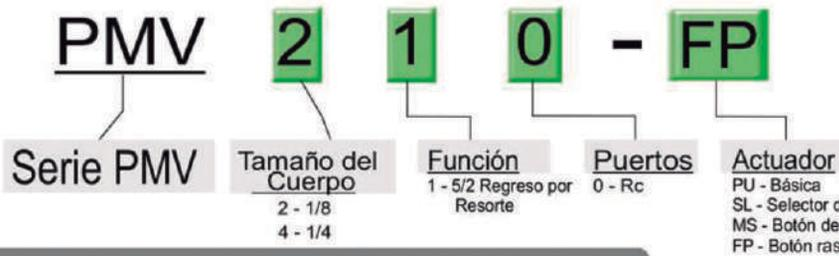 PMV 2 1 0 - FP
Serie PMV
Tamaño del
Cuerpo
2 - 1/8
4 - 1/4
Función
1 - 5/2 Regreso por
Resorte
Puertos
0 - Rc
Actuador
PU - Básica
SL - Selector
MS - Botón de
FP - Botón